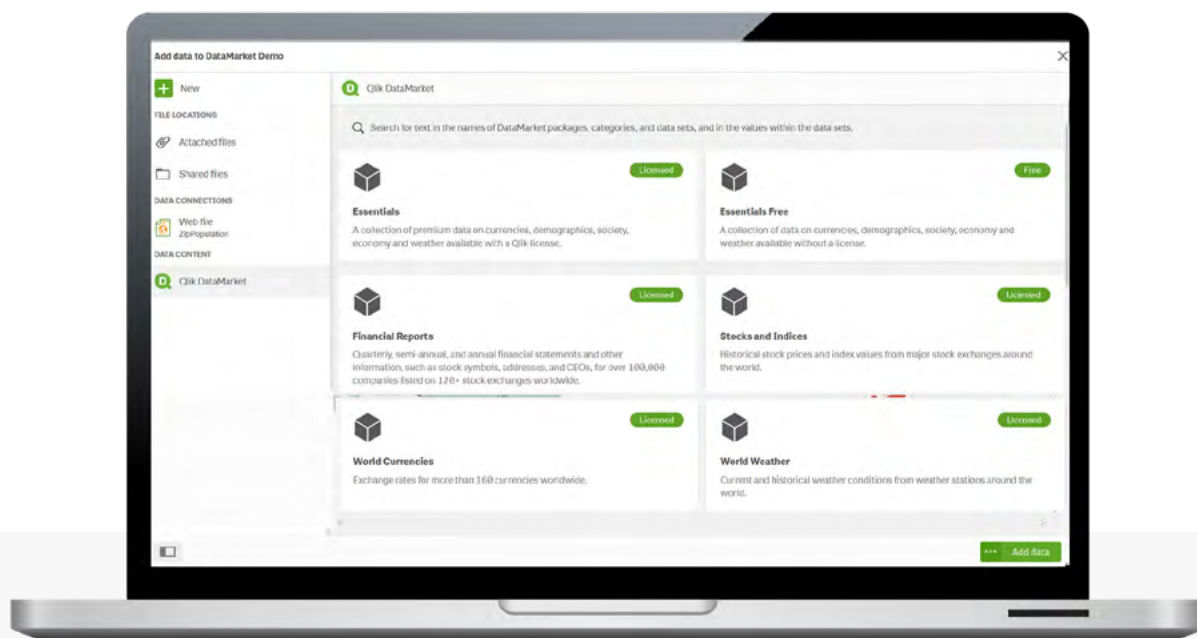 Add data to DataMarket Demo
New
FILE LOCATIONS
Attached files
Shared files
DATA CONNECTIONS
Web file
ZipPopulation
DATA CONTENT
Qlik DataMarket
Qlik DataMarket
Search for text in the names of DataMarket packages, categories, and data sets, and in the values within the data sets.
Licensed
Essentials
A collection of premium data on currencies, demographics, society,
economy and weather available with a Qlik license.
Free
Essentials Free
A collection of data on currencies, demographics, society, economy and
weather available without a license.
Licensed
Financial Reports
Quarterly, semi-annual, and annual financial statements and other
information, such as stock symbols, addresses, and CEOs, for over 100,000
companies listed on 120+ stock exchanges worldwide.
Licensed
Stocks and Indices
Historical stock prices and index values from major stock exchanges around
the world.
Licensed
World Currencies
Exchange rates for more than 160 currencies worldwide.
Licensed
World Weather
Current and historical weather conditions from weather stations around the
world.
Add data